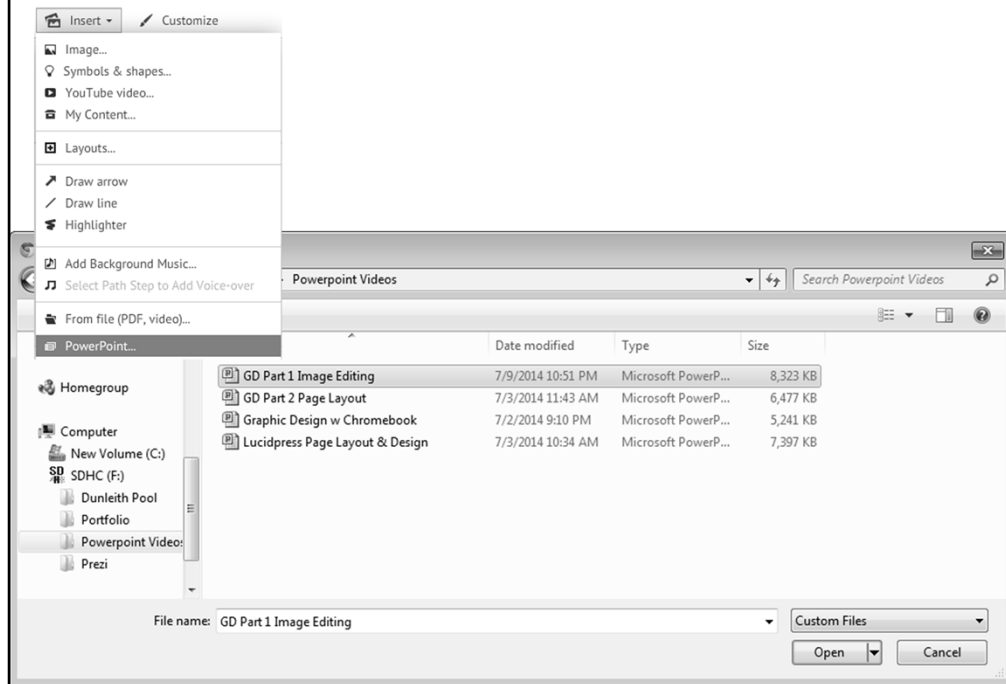 Insert Customize
Image...
Symbols & shapes...
YouTube video...
My Content...
Layouts...
Draw arrow
Draw line
Highlighter
Add Background Music...
Select Path Step to Add Voice-over
From file (PDF, video)...
PowerPoint...
Powerpoint Videos Search Powerpoint Videos
Date modified Type Size
GD Part 1 Image Editing 7/9/2014 10:51 PM Microsoft PowerP... 8,323 KB
GD Part 2 Page Layout 7/3/2014 11:43 AM Microsoft PowerP... 6,477 KB
Graphic Design w Chromebook 7/2/2014 9:10 PM Microsoft PowerP... 5,241 KB
Lucidpress Page Layout & Design 7/3/2014 10:34 AM Microsoft PowerP... 7,397 KB
Homegroup
Computer
New Volume (C:)
SD
SDHC (F:)
Dunleith Pool
Portfolio
Powerpoint Video
Prezi
File name: GD Part 1 Image Editing Custom Files
Open Cancel